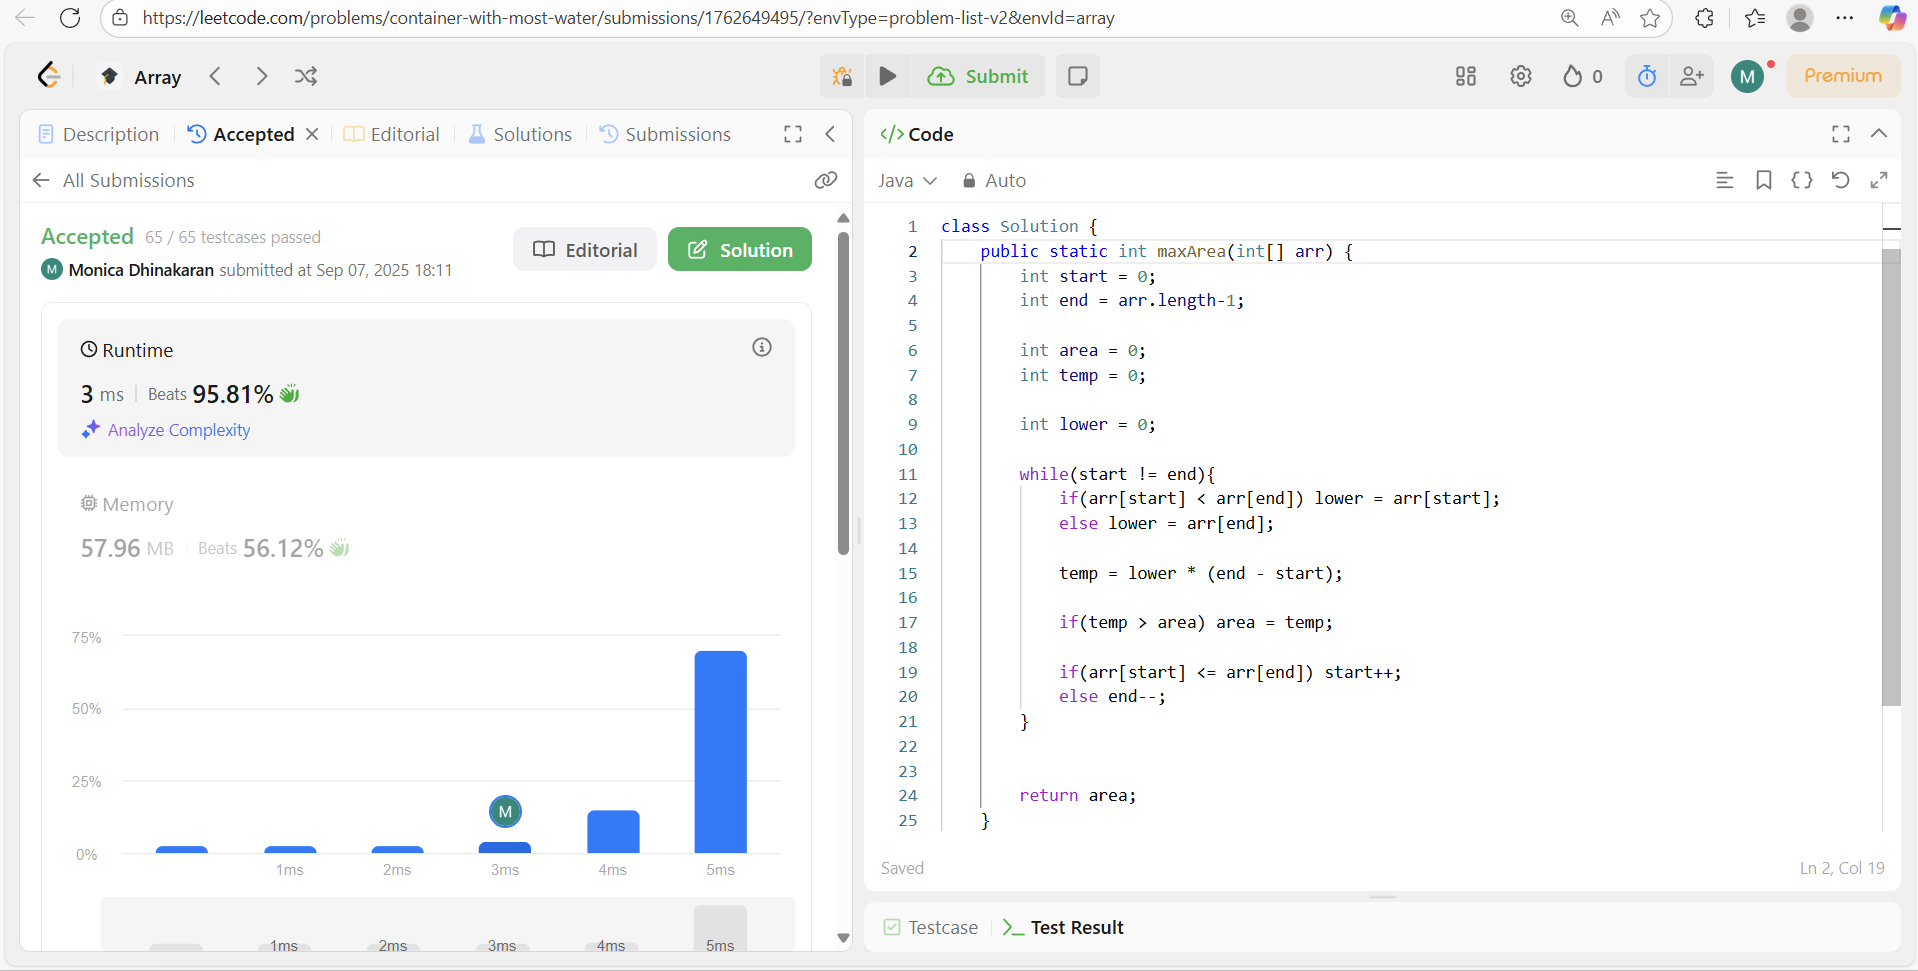 https://leetcode.com/problems/container-with-most-water/submissions/1762649495/?envType=problem-list-v2&envId=array
Array
Submit
0
M
Premium
Description
Accepted
Editorial
Solutions
Submissions
All Submissions
Accepted 65 / 65 testcases passed
M Monica Dhinakaran submitted at Sep 07, 2025 18:11
Editorial
Solution
Runtime
3 ms Beats 95.81%
Analyze Complexity
Memory
57.96 MB Beats 56.12%
75%
50%
25%
0%
M
1ms 2ms 3ms 4ms 5ms
1ms 2ms 3ms 4ms 5ms
</> Code
Java Auto
1 class Solution {
2 public static int maxArea(int[] arr) {
3 int start = 0;
4 int end = arr.length-1;
5
6 int area = 0;
7 int temp = 0;
8
9 int lower = 0;
10
11 while(start != end){
12 if(arr[start] < arr[end]) lower = arr[start];
13 else lower = arr[end];
14
15 temp = lower * (end - start);
16
17 if(temp > area) area = temp;
18
19 if(arr[start] <= arr[end]) start++;
20 else end--;
21 }
22
23
24 return area;
25 }
Saved
Ln 2, Col 19
Testcase
Test Result